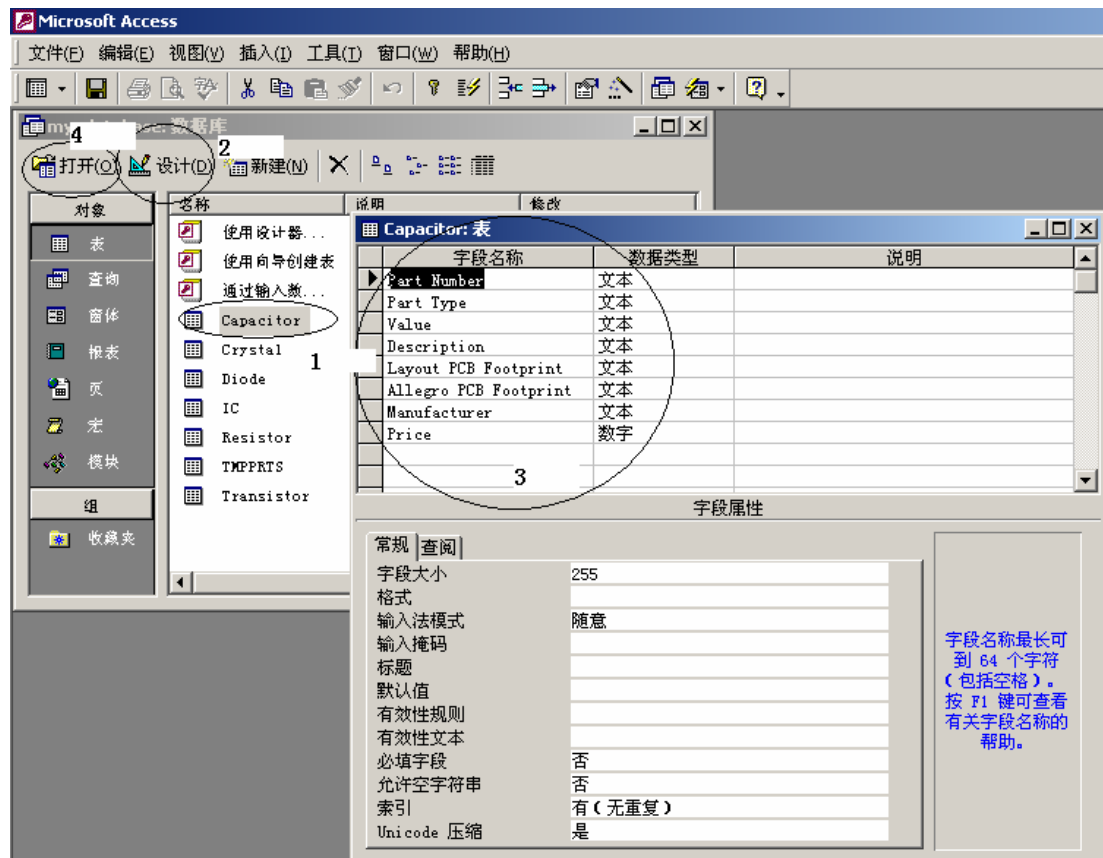 Microsoft Access
文件(F) 编辑(E) 视图(V) 插入(I) 工具(T) 窗口(W) 帮助(H)
数据库
4
2
打开(O) 设计(D) 新建(N)
对象
表
查询
窗体
报表
页
宏
模块
组
收藏夹
名称 说明 修改
使用设计器...
使用向导创建表
通过输入数...
Capacitor
Crystal
1
Diode
IC
Resistor
TMPPRTS
Transistor
Capacitor: 表
字段名称 数据类型 说明
Part Number 文本
Part Type 文本
Value 文本
Description 文本
Layout PCB Footprint 文本
Allegro PCB Footprint 文本
Manufacturer 文本
Price 数字
3
字段属性
常规 查阅
字段大小 255
格式
输入法模式 随意
输入掩码
标题
默认值
有效性规则
有效性文本
必填字段 否
允许空字符串 否
索引 有(无重复)
Unicode 压缩 是
字段名称最长可
到 64 个字符
(包括空格)。
按 F1 键可查看
有关字段名称的
帮助。